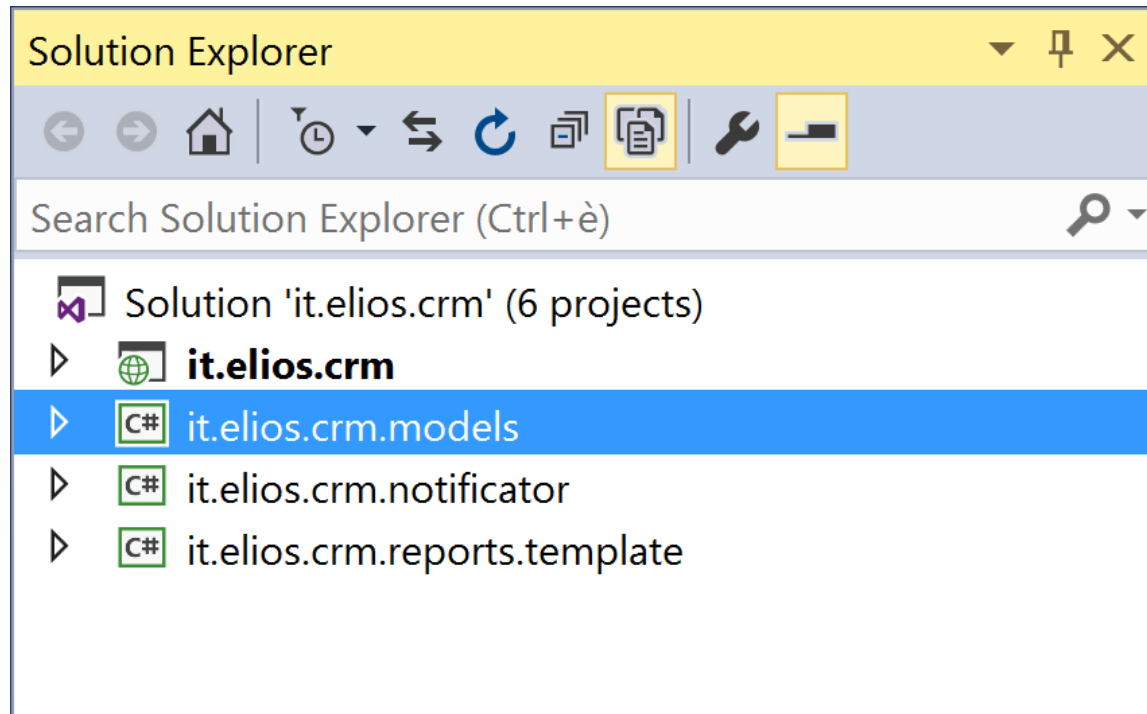 Solution Explorer
Search Solution Explorer (Ctrl+è)
Solution 'it.elios.crm' (6 projects)
it.elios.crm
C# it.elios.crm.models
C# it.elios.crm.notificator
C# it.elios.crm.reports.template